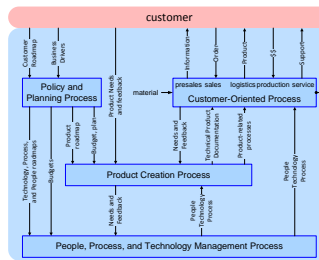 customer
Customer
Roadmap
Business
Drivers
Product Needs
and feedback
Information
Order
Product
$$
Support
Policy and
Planning Process
material
presales sales logistics production service
Customer-Oriented Process
Technology, Process,
and People roadmaps
Budgets
Product
roadmap
Budget, plan
Needs and
Feedback
Technical Product
Documentation
Product-related
processes
People
Technology
Process
Product Creation Process
Needs and
Feedback
People
Technology
Process
People, Process, and Technology Management Process